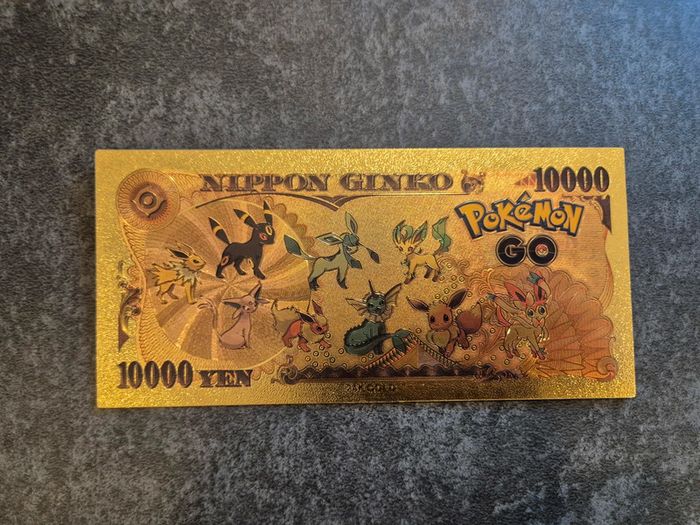 NIPPON GINKO
10000
POKéMON
GO
10000 YEN